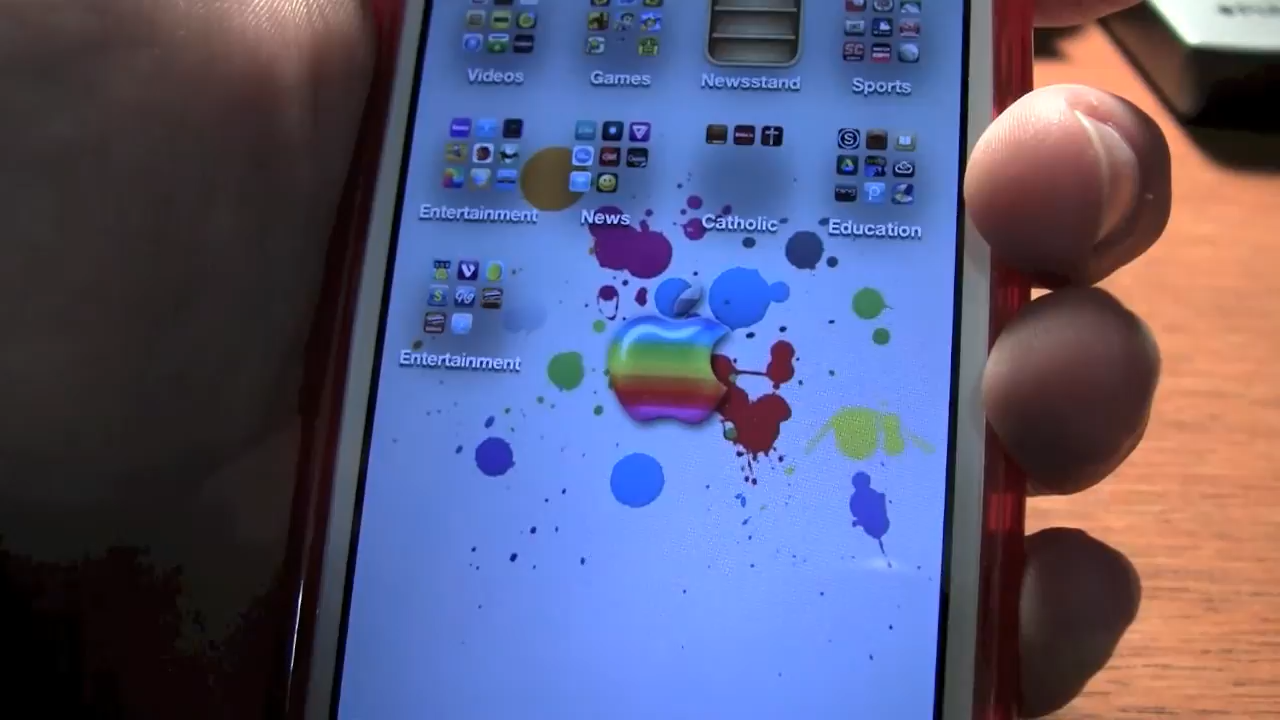 Videos Games Newsstand Sports
Entertainment News Catholic Education
Entertainment